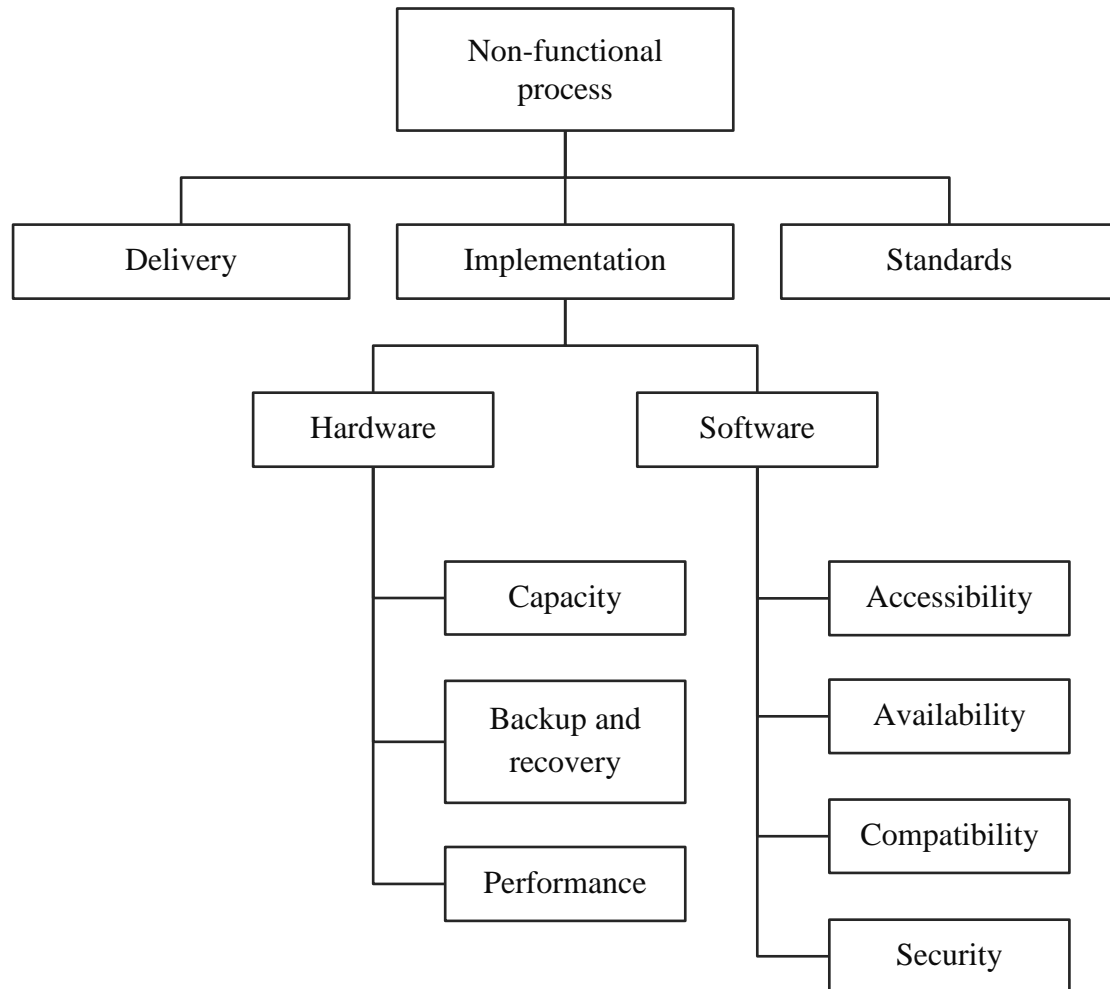 Non-functional
process
Delivery
Implementation
Standards
Hardware
Software
Capacity
Accessibility
Backup and
recovery
Availability
Compatibility
Performance
Security